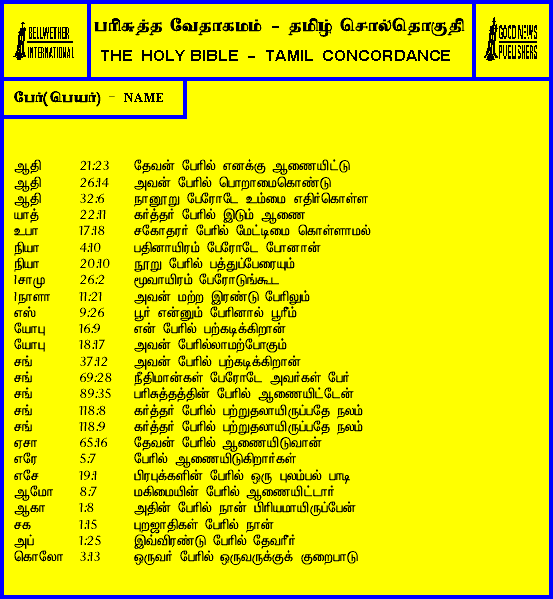 BELLWETHER INTERNATIONAL
பரிசுத்த வேதாகமம் - தமிழ் சொல்தொகுதி
THE HOLY BIBLE - TAMIL CONCORDANCE
GOOD NEWS PUBLISHERS
பேர்(பெயர்) - NAME
ஆதி 21:23 தேவன் பேரில் எனக்கு ஆணையிட்டு
ஆதி 26:14 அவன் பேரில் பொறாமைகொண்டு
ஆதி 32:6 நானூறு பேரோடே உம்மை எதிர்கொள்ள
யாத் 22:11 கர்த்தர் பேரில் இடும் ஆணை
உபா 17:18 சகோதரர் பேரில் மேட்டிமை கொள்ளாமல்
நியா 4:10 பதினாயிரம் பேரோடே போனான்
நியா 20:10 நூறு பேரில் பத்துப்பேரையும்
1சாமு 26:2 மூவாயிரம் பேரோடுங்கூட
1நாளா 11:21 அவன் மற்ற இரண்டு பேரிலும்
எஸ் 9:26 பூர் என்னும் பேரினால் பூரீம்
யோபு 16:9 என் பேரில் பற்கடிக்கிறான்
யோபு 18:17 அவன் பேரில்லாமற்போகும்
சங் 37:12 அவன் பேரில் பற்கடிக்கிறான்
சங் 69:28 நீதிமான்கள் பேரோடே அவர்கள் பேர்
சங் 89:35 பரிசுத்தத்தின் பேரில் ஆணையிட்டேன்
சங் 118:8 கர்த்தர் பேரில் பற்றுதலாயிருப்பதே நலம்
சங் 118:9 கர்த்தர் பேரில் பற்றுதலாயிருப்பதே நலம்
ஏசா 65:16 தேவன் பேரில் ஆணையிடுவான்
எரே 5:7 பேரில் ஆணையிடுகிறார்கள்
எசே 19:1 பிரபுக்களின் பேரில் ஒரு புலம்பல் பாடி
ஆமோ 8:7 மகிமையின் பேரில் ஆணையிட்டார்
ஆகா 1:8 அதின் பேரில் நான் பிரியமாயிருப்பேன்
சக 1:15 புறஜாதிகள் பேரில் நான்
அப் 1:25 இவ்விரண்டு பேரில் தேவரீர்
கொலோ 3:13 ஒருவர் பேரில் ஒருவருக்குக் குறைபாடு